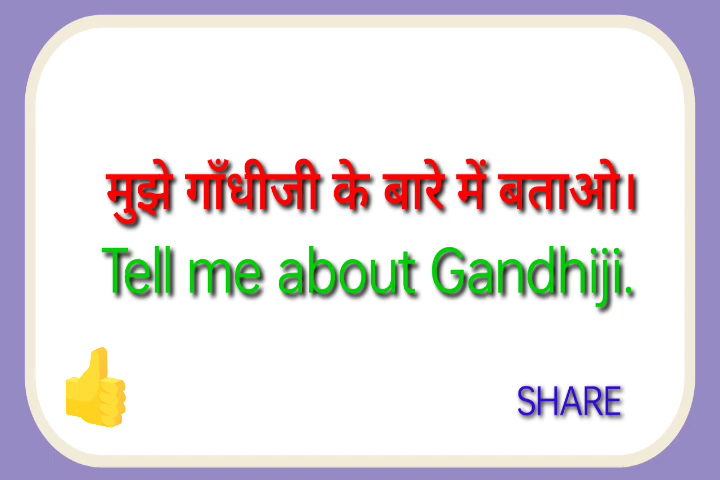 मुझे गाँधीजी के बारे में बताओ।
Tell me about Gandhiji.
SHARE